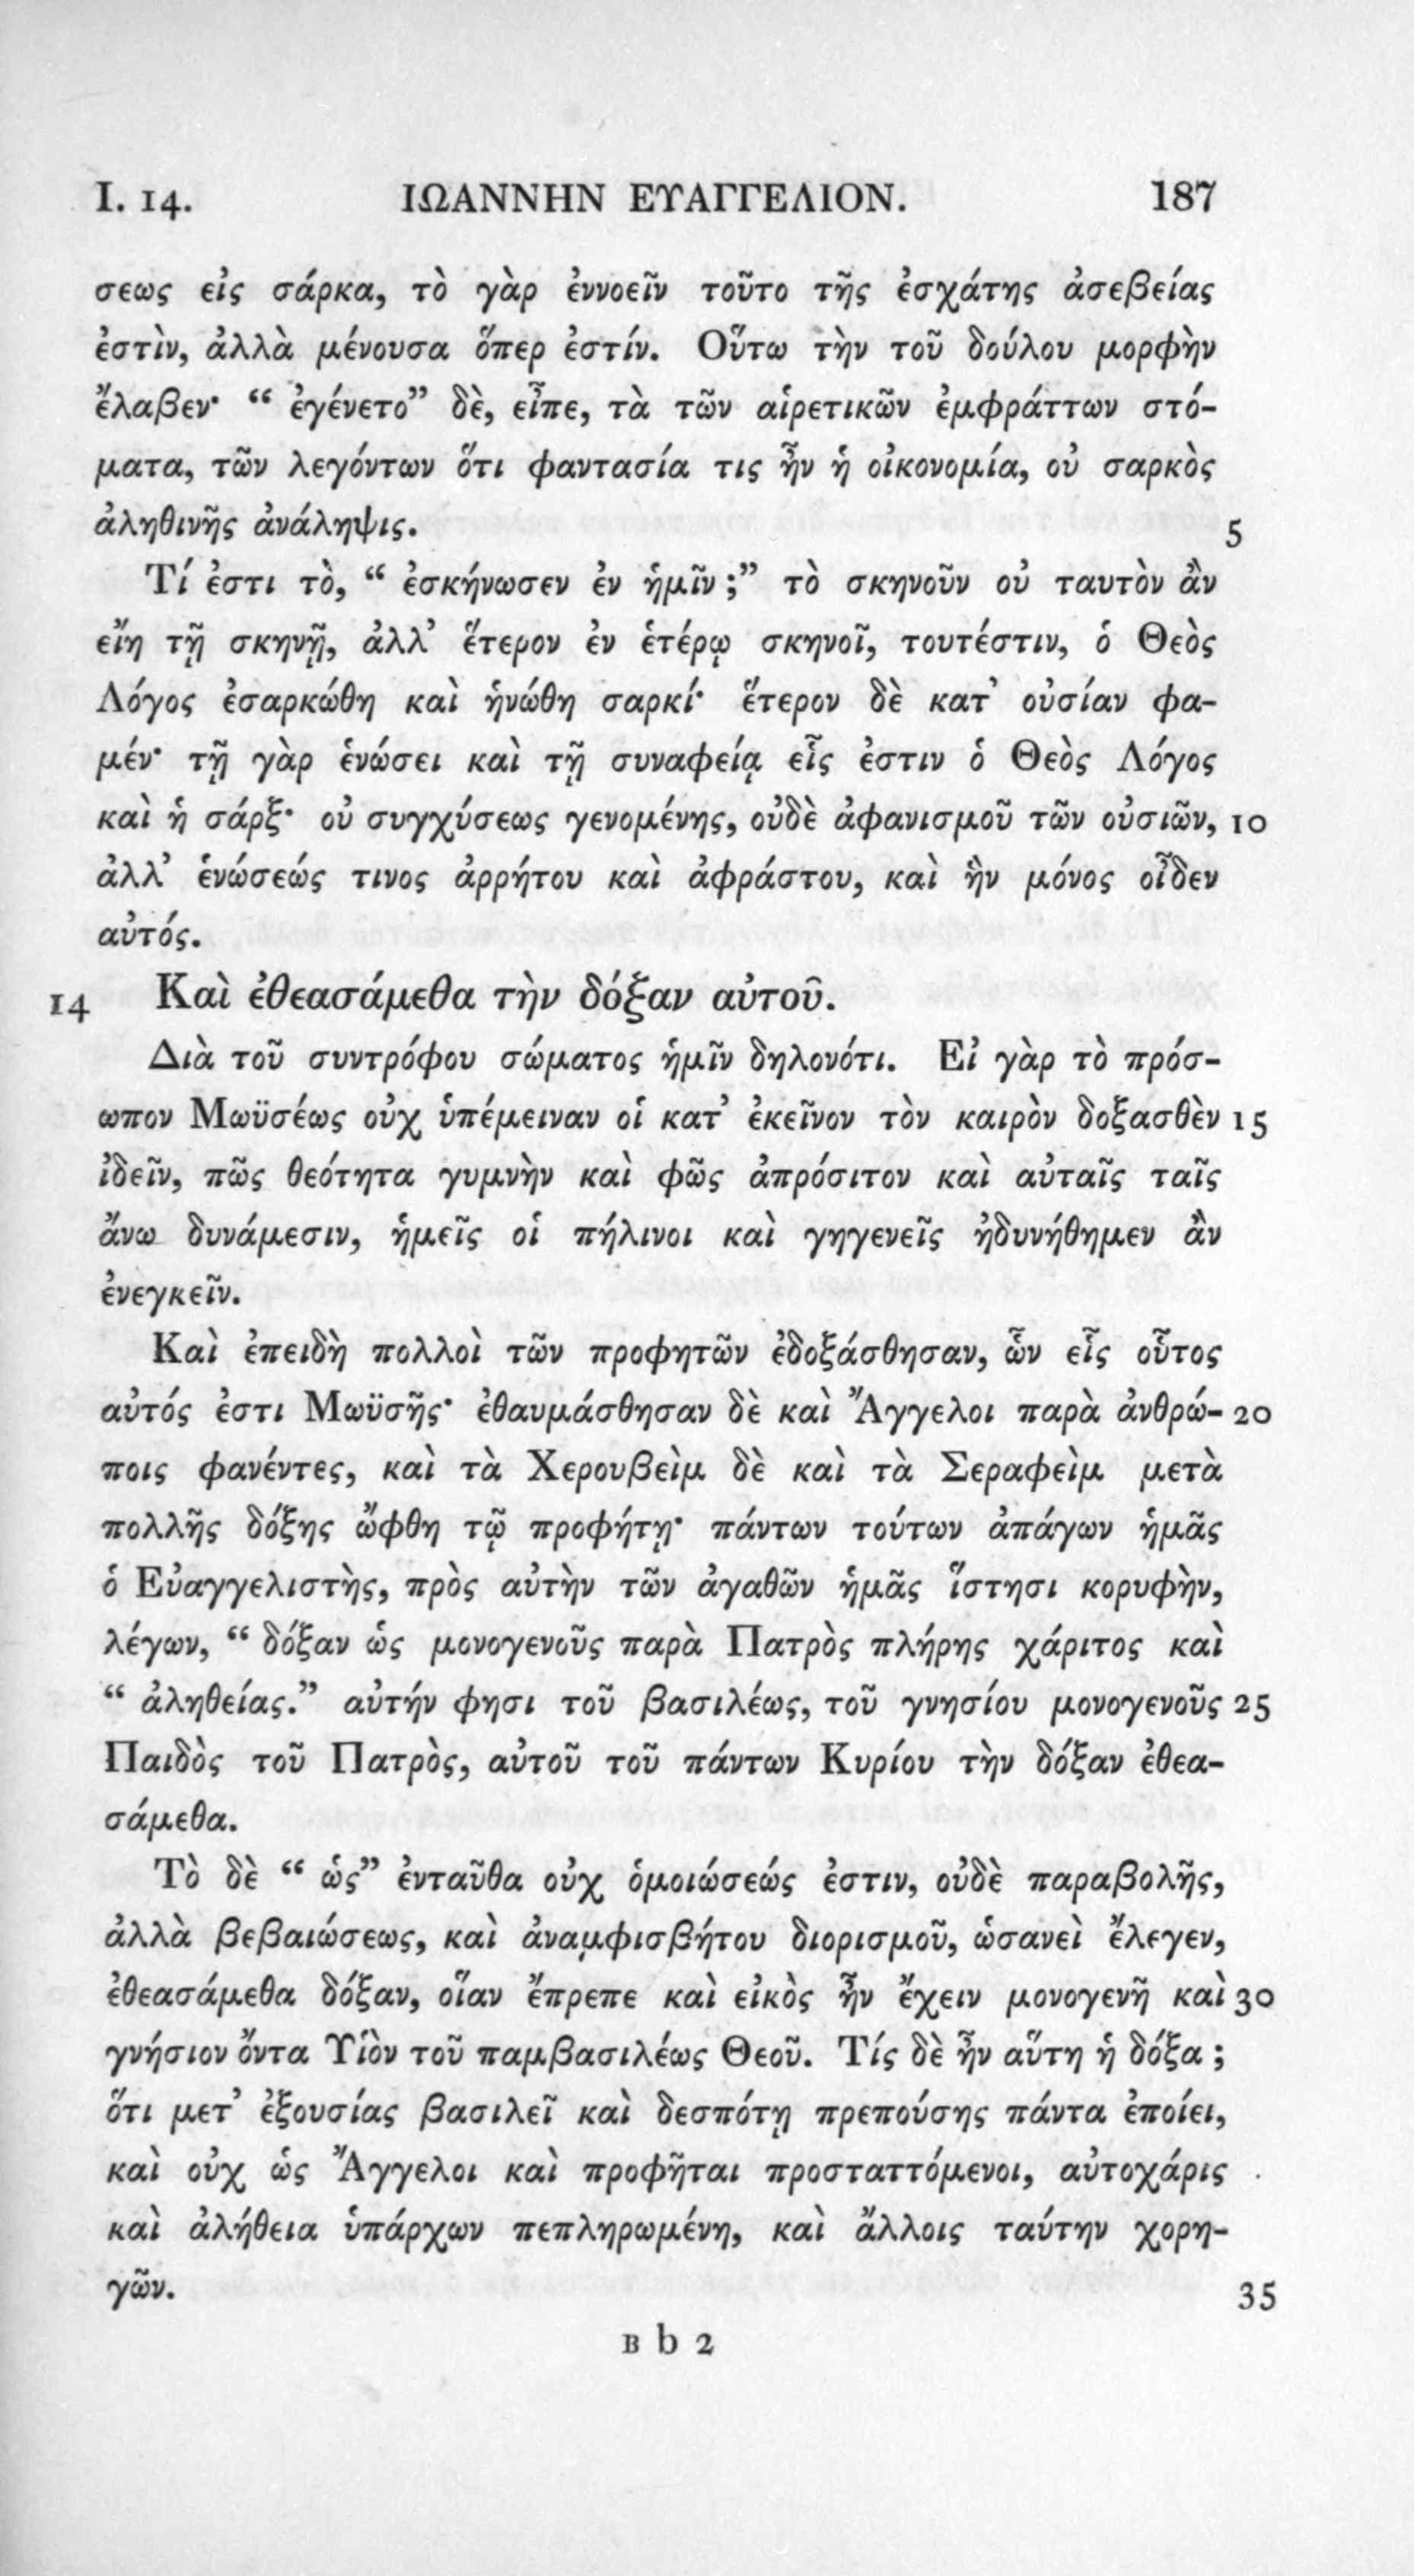 I. 14. ΙΩΑΝΝΗΝ ΕΥΑΓΓΕΛΙΟΝ. 187
σεως εἰς σάρκα, τὸ γὰρ ἐννοεῖν τοῦτο τῆς ἐσχάτης ἀσεβείας
ἐστὶν, ἀλλὰ μένουσα ὅπερ ἐστίν. Οὕτω τὴν τοῦ δούλου μορφὴν
ἔλαβεν· “ ἐγένετο” δὲ, εἶπε, τὰ τῶν αἱρετικῶν ἐμφράττων στό-
ματα, τῶν λεγόντων ὅτι φαντασία τις ἦν ἡ οἰκονομία, οὐ σαρκὸς
ἀληθινῆς ἀνάληψις. 5
Τί ἐστι τὸ, “ ἐσκήνωσεν ἐν ἡμῖν ;” τὸ σκηνοῦν οὐ ταυτὸν ἂν
εἴη τῇ σκηνῇ, ἀλλ’ ἕτερον ἐν ἑτέρῳ σκηνοῖ, τουτέστιν, ὁ Θεὸς
Λόγος ἐσαρκώθη καὶ ἡνώθη σαρκί· ἕτερον δὲ κατ’ οὐσίαν φα-
μέν· τῇ γὰρ ἑνώσει καὶ τῇ συναφείᾳ εἷς ἐστιν ὁ Θεὸς Λόγος
καὶ ἡ σάρξ· οὐ συγχύσεως γενομένης, οὐδὲ ἀφανισμοῦ τῶν οὐσιῶν, 10
ἀλλ’ ἑνώσεώς τινος ἀρρήτου καὶ ἀφράστου, καὶ ἣν μόνος οἶδεν
αὐτός.
14 Καὶ ἐθεασάμεθα τὴν δόξαν αὐτοῦ.
Διὰ τοῦ συντρόφου σώματος ἡμῖν δηλονότι. Εἰ γὰρ τὸ πρόσ-
ωπον Μωϋσέως οὐχ ὑπέμειναν οἱ κατ’ ἐκεῖνον τὸν καιρὸν δοξασθὲν 15
ἰδεῖν, πῶς θεότητα γυμνὴν καὶ φῶς ἀπρόσιτον καὶ αὐταῖς ταῖς
ἄνω δυνάμεσιν, ἡμεῖς οἱ πήλινοι καὶ γηγενεῖς ἠδυνήθημεν ἂν
ἐνεγκεῖν.
Καὶ ἐπειδὴ πολλοὶ τῶν προφητῶν ἐδοξάσθησαν, ὧν εἷς οὗτος
αὐτός ἐστι Μωϋσῆς· ἐθαυμάσθησαν δὲ καὶ Ἄγγελοι παρὰ ἀνθρώ- 20
ποις φανέντες, καὶ τὰ Χερουβεὶμ δὲ καὶ τὰ Σεραφεὶμ μετὰ
πολλῆς δόξης ὤφθη τῷ προφήτῃ· πάντων τούτων ἀπάγων ἡμᾶς
ὁ Εὐαγγελιστὴς, πρὸς αὐτὴν τῶν ἀγαθῶν ἡμᾶς ἵστησι κορυφὴν,
λέγων, “ δόξαν ὡς μονογενοῦς παρὰ Πατρὸς πλήρης χάριτος καὶ
“ ἀληθείας.” αὐτήν φησι τοῦ βασιλέως, τοῦ γνησίου μονογενοῦς 25
Παιδὸς τοῦ Πατρὸς, αὐτοῦ τοῦ πάντων Κυρίου τὴν δόξαν ἐθεα-
σάμεθα.
Τὸ δὲ “ ὡς” ἐνταῦθα οὐχ ὁμοιώσεώς ἐστιν, οὐδὲ παραβολῆς,
ἀλλὰ βεβαιώσεως, καὶ ἀναμφισβήτου διορισμοῦ, ὡσανεὶ ἔλεγεν,
ἐθεασάμεθα δόξαν, οἵαν ἔπρεπε καὶ εἰκὸς ἦν ἔχειν μονογενῆ καὶ 30
γνήσιον ὄντα Υἱὸν τοῦ παμβασιλέως Θεοῦ. Τίς δὲ ἦν αὕτη ἡ δόξα ;
ὅτι μετ’ ἐξουσίας βασιλεῖ καὶ δεσπότῃ πρεπούσης πάντα ἐποίει,
καὶ οὐχ ὡς Ἄγγελοι καὶ προφῆται προσταττόμενοι, αὐτοχάρις
καὶ ἀλήθεια ὑπάρχων πεπληρωμένη, καὶ ἄλλοις ταύτην χορη-
γῶν. 35
B b 2